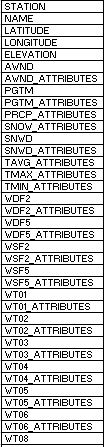 STATION
NAME
LATITUDE
LONGITUDE
ELEVATION
AWND
AWND_ATTRIBUTES
PGTM
PGTM_ATTRIBUTES
PRCP_ATTRIBUTES
SNOW_ATTRIBUTES
SNWD
SNWD_ATTRIBUTES
TAVG_ATTRIBUTES
TMAX_ATTRIBUTES
TMIN_ATTRIBUTES
WDF2
WDF2_ATTRIBUTES
WDF5
WDF5_ATTRIBUTES
WSF2
WSF2_ATTRIBUTES
WSF5
WSF5_ATTRIBUTES
WT01
WT01_ATTRIBUTES
WT02
WT02_ATTRIBUTES
WT03
WT03_ATTRIBUTES
WT04
WT04_ATTRIBUTES
WT05
WT05_ATTRIBUTES
WT06
WT06_ATTRIBUTES
WT08